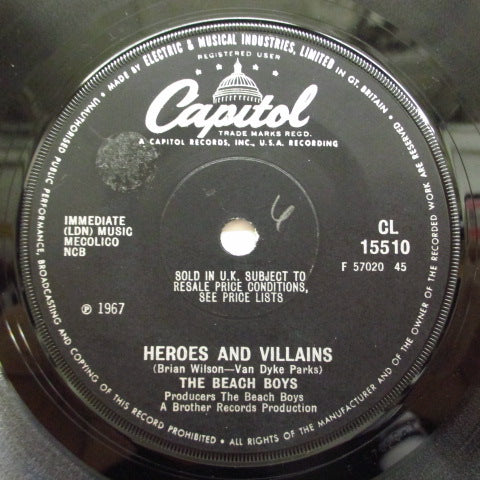 MADE BY ELECTRIC & MUSICAL INDUSTRIES, LIMITED IN GT. BRITAIN • ALL RIGHTS OF THE MANUFACTURER AND OF THE OWNER OF THE RECORDED WORK ARE RESERVED • UNAUTHORISED PUBLIC PERFORMANCE, BROADCASTING AND COPYING OF THIS RECORD PROHIBITED •
REGISTERED USER
Capitol
TRADE MARKS REGD.
A CAPITOL RECORDS, INC., U.S.A. RECORDING
IMMEDIATE
(LDN) MUSIC
MECOLICO
NCB
CL
15510
F 57020 45
SOLD IN U.K. SUBJECT TO
RESALE PRICE CONDITIONS,
SEE PRICE LISTS
℗ 1967
HEROES AND VILLAINS
(Brian Wilson—Van Dyke Parks)
THE BEACH BOYS
Producers The Beach Boys
A Brother Records Production